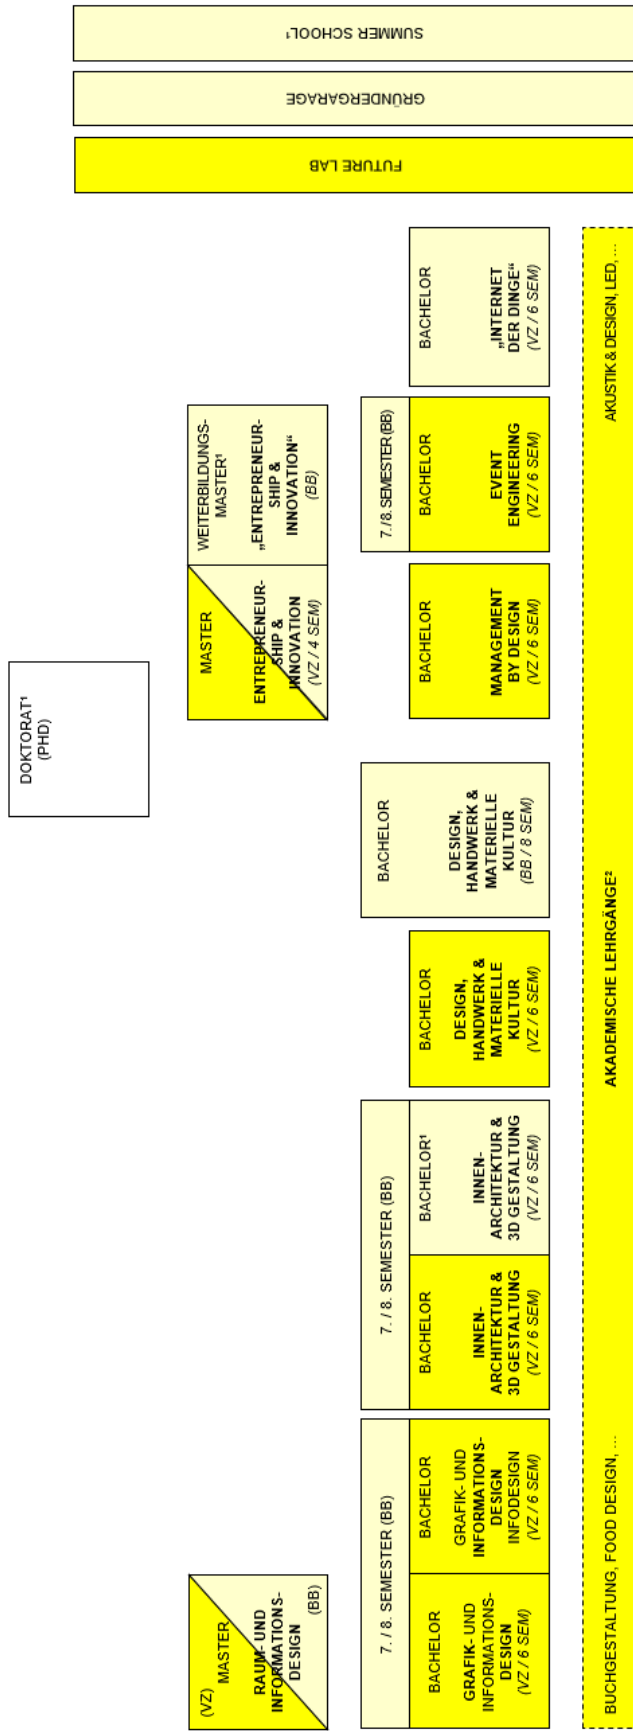 DOKTORAT¹
(PHD)
(VZ)
MASTER
RAUM- UND
INFORMATIONS-
DESIGN
(BB)
MASTER
ENTREPRENEUR-
SHIP &
INNOVATION
(VZ / 4 SEM)
WEITERBILDUNGS-
MASTER¹
„ENTREPRENEUR-
SHIP &
INNOVATION“
(BB)
7. / 8. SEMESTER (BB)
BACHELOR
GRAFIK- UND
INFORMATIONS-
DESIGN
(VZ / 6 SEM)
BACHELOR
GRAFIK- UND
INFORMATIONS-
DESIGN
INFODESIGN
(VZ / 6 SEM)
7. / 8. SEMESTER (BB)
BACHELOR
INNEN-
ARCHITEKTUR &
3D GESTALTUNG
(VZ / 6 SEM)
BACHELOR¹
INNEN-
ARCHITEKTUR &
3D GESTALTUNG
(VZ / 6 SEM)
BACHELOR
DESIGN,
HANDWERK &
MATERIELLE
KULTUR
(VZ / 6 SEM)
BACHELOR
DESIGN,
HANDWERK &
MATERIELLE
KULTUR
(BB / 8 SEM)
BACHELOR
MANAGEMENT
BY DESIGN
(VZ / 6 SEM)
7. / 8. SEMESTER (BB)
BACHELOR
EVENT
ENGINEERING
(VZ / 6 SEM)
BACHELOR
„INTERNET
DER DINGE“
(VZ / 6 SEM)
BUCHGESTALTUNG, FOOD DESIGN, ...
AKADEMISCHE LEHRGÄNGE²
AKUSTIK & DESIGN, LED, ...
FUTURE LAB
GRÜNDERGARAGE
SUMMER SCHOOL¹